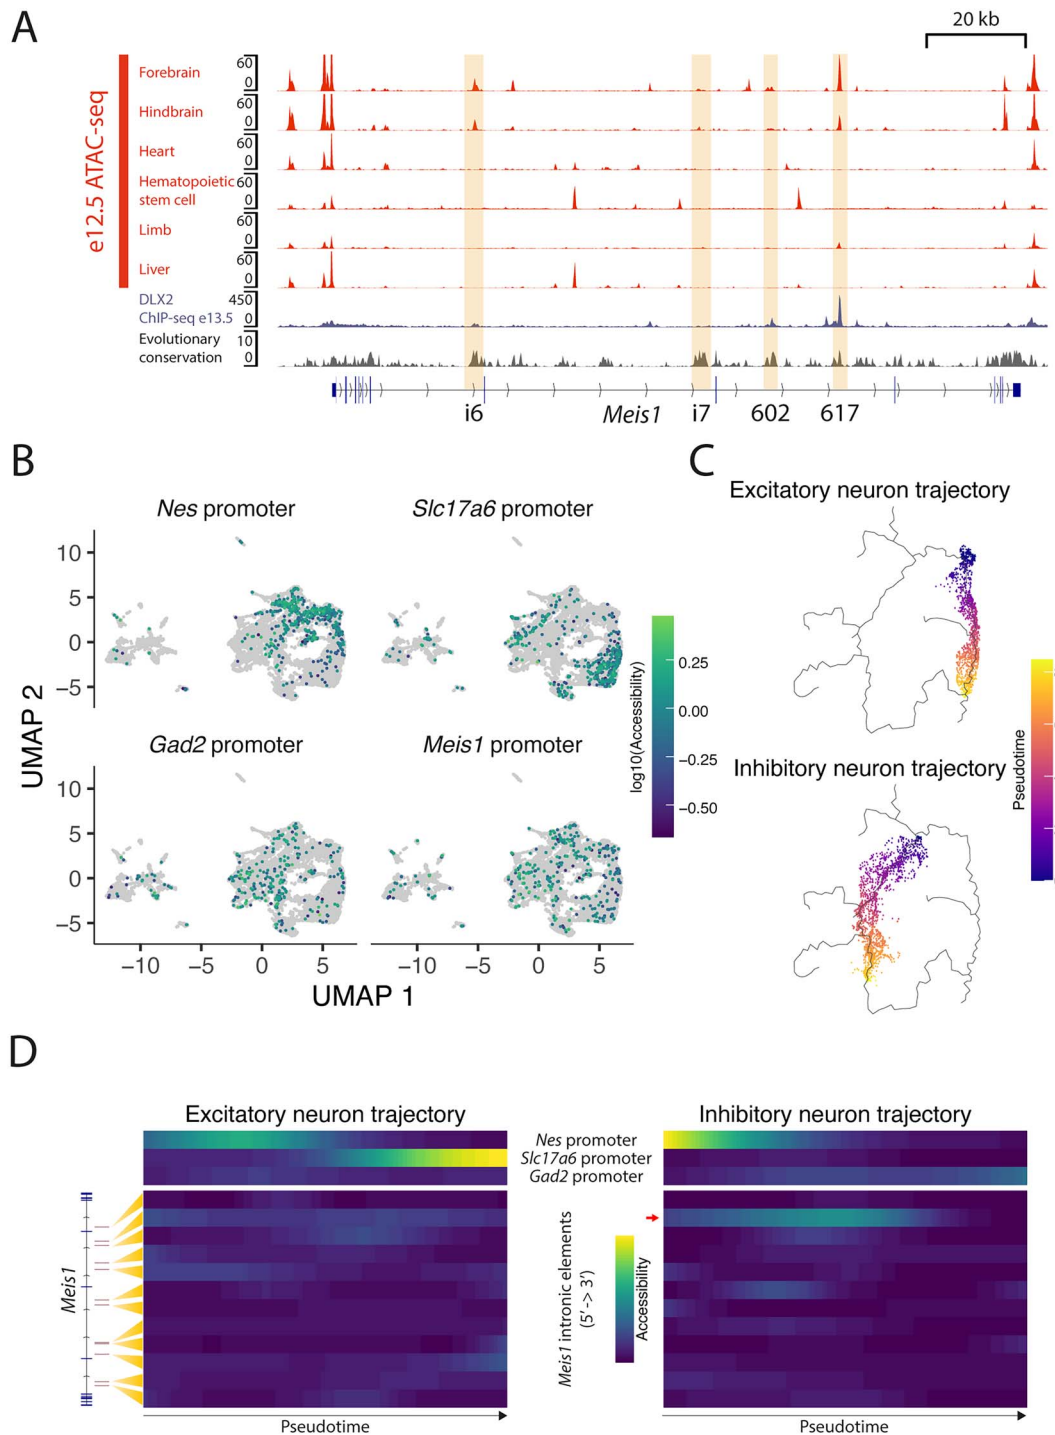 A
20 kb
e12.5 ATAC-seq
Forebrain
60
0
Hindbrain
60
0
Heart
60
0
Hematopoietic
stem cell
60
0
Limb
60
0
Liver
60
0
DLX2
ChIP-seq e13.5
450
0
Evolutionary
conservation
10
0
i6
Meis1
i7
602
617
B
Nes promoter
Slc17a6 promoter
10
5
0
−5
Gad2 promoter
Meis1 promoter
10
5
0
−5
−10
−5
0
5
−10
−5
0
5
UMAP 1
UMAP 2
log10(Accessibility)
0.25
0.00
−0.25
−0.50
C
Excitatory neuron trajectory
Inhibitory neuron trajectory
Pseudotime
D
Excitatory neuron trajectory
Inhibitory neuron trajectory
Nes promoter
Slc17a6 promoter
Gad2 promoter
Meis1
Meis1 intronic elements
(5′-> 3′)
Accessibility
Pseudotime
Pseudotime